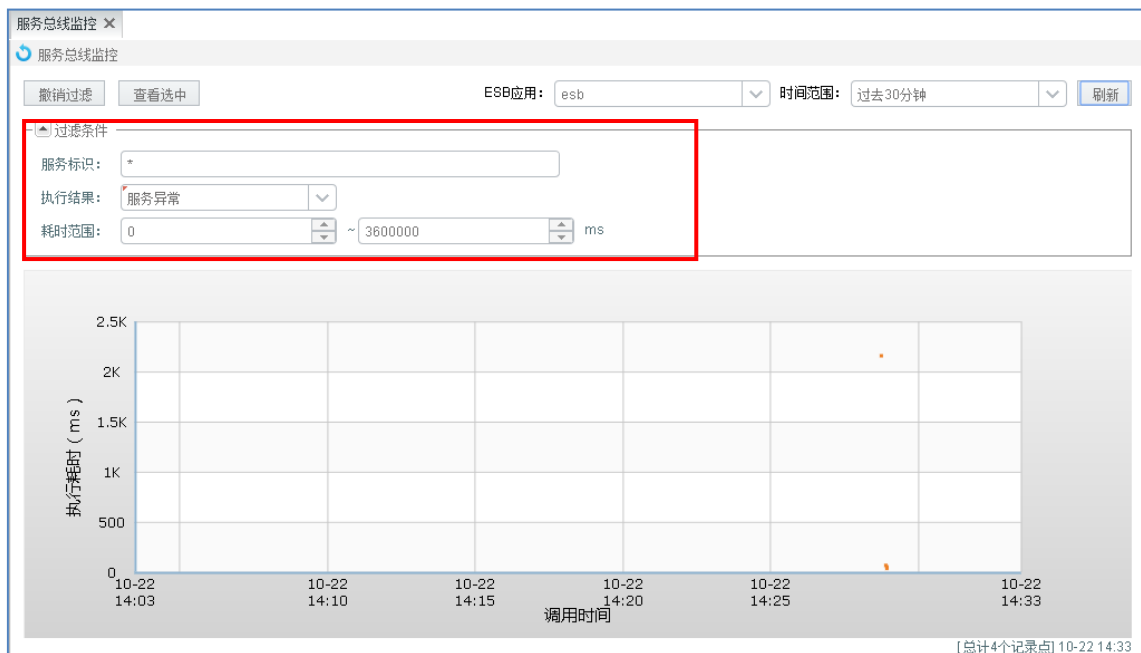 服务总线监控
服务总线监控
撤销过滤 查看选中 ESB应用： esb 时间范围： 过去30分钟 刷新
过滤条件
服务标识： *
执行结果： 服务异常
耗时范围： 0 ~ 3600000 ms
2.5K
2K
1.5K
1K
500
0
执行耗时（ms）
10-22 10-22 10-22 10-22 10-22 10-22
14:03 14:10 14:15 14:20 14:25 14:33
调用时间
[总计4个记录点] 10-22 14:33